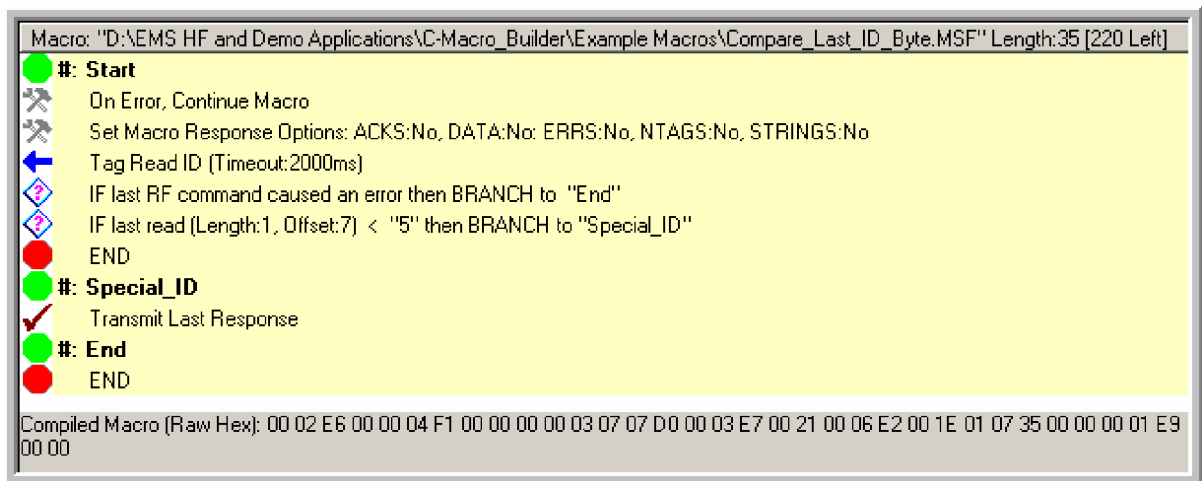 Macro: "D:\EMS HF and Demo Applications\C-Macro_Builder\Example Macros\Compare_Last_ID_Byte.MSF" Length:35 [220 Left]
#: Start
On Error, Continue Macro
Set Macro Response Options: ACKS:No, DATA:No: ERRS:No, NTAGS:No, STRINGS:No
Tag Read ID (Timeout:2000ms)
IF last RF command caused an error then BRANCH to "End"
IF last read (Length:1, Offset:7) < "5" then BRANCH to "Special_ID"
END
#: Special_ID
Transmit Last Response
#: End
END
Compiled Macro (Raw Hex): 00 02 E6 00 00 04 F1 00 00 00 00 03 07 07 D0 00 03 E7 00 21 00 06 E2 00 1E 01 07 35 00 00 00 01 E9
00 00